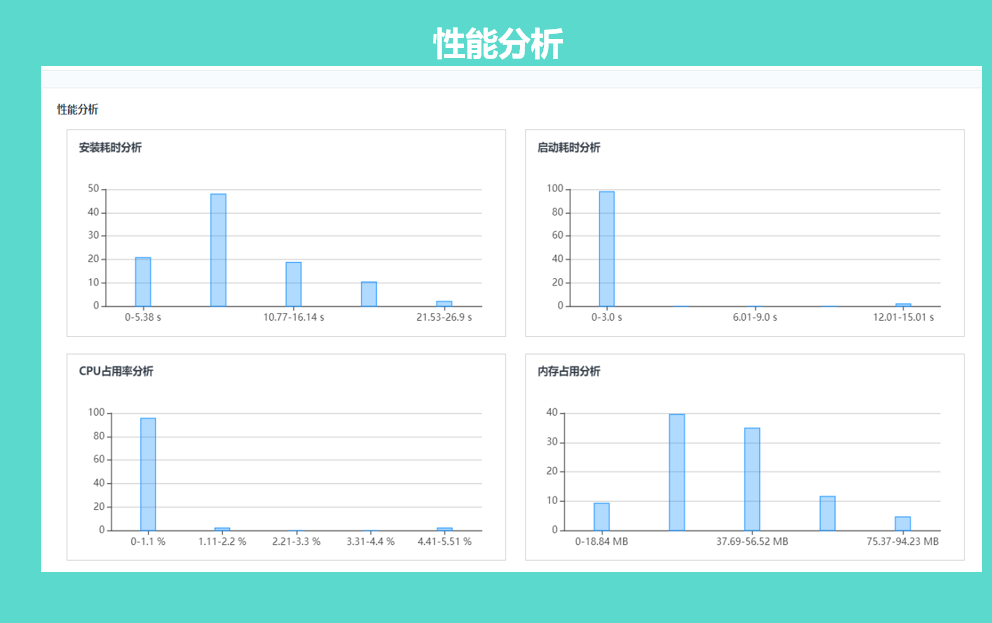 性能分析
性能分析
安装耗时分析
50
40
30
20
10
0
0-5.38 s
10.77-16.14 s
21.53-26.9 s
启动耗时分析
100
80
60
40
20
0
0-3.0 s
6.01-9.0 s
12.01-15.01 s
CPU占用率分析
100
80
60
40
20
0
0-1.1 %
1.11-2.2 %
2.21-3.3 %
3.31-4.4 %
4.41-5.51 %
内存占用分析
40
30
20
10
0
0-18.84 MB
37.69-56.52 MB
75.37-94.23 MB